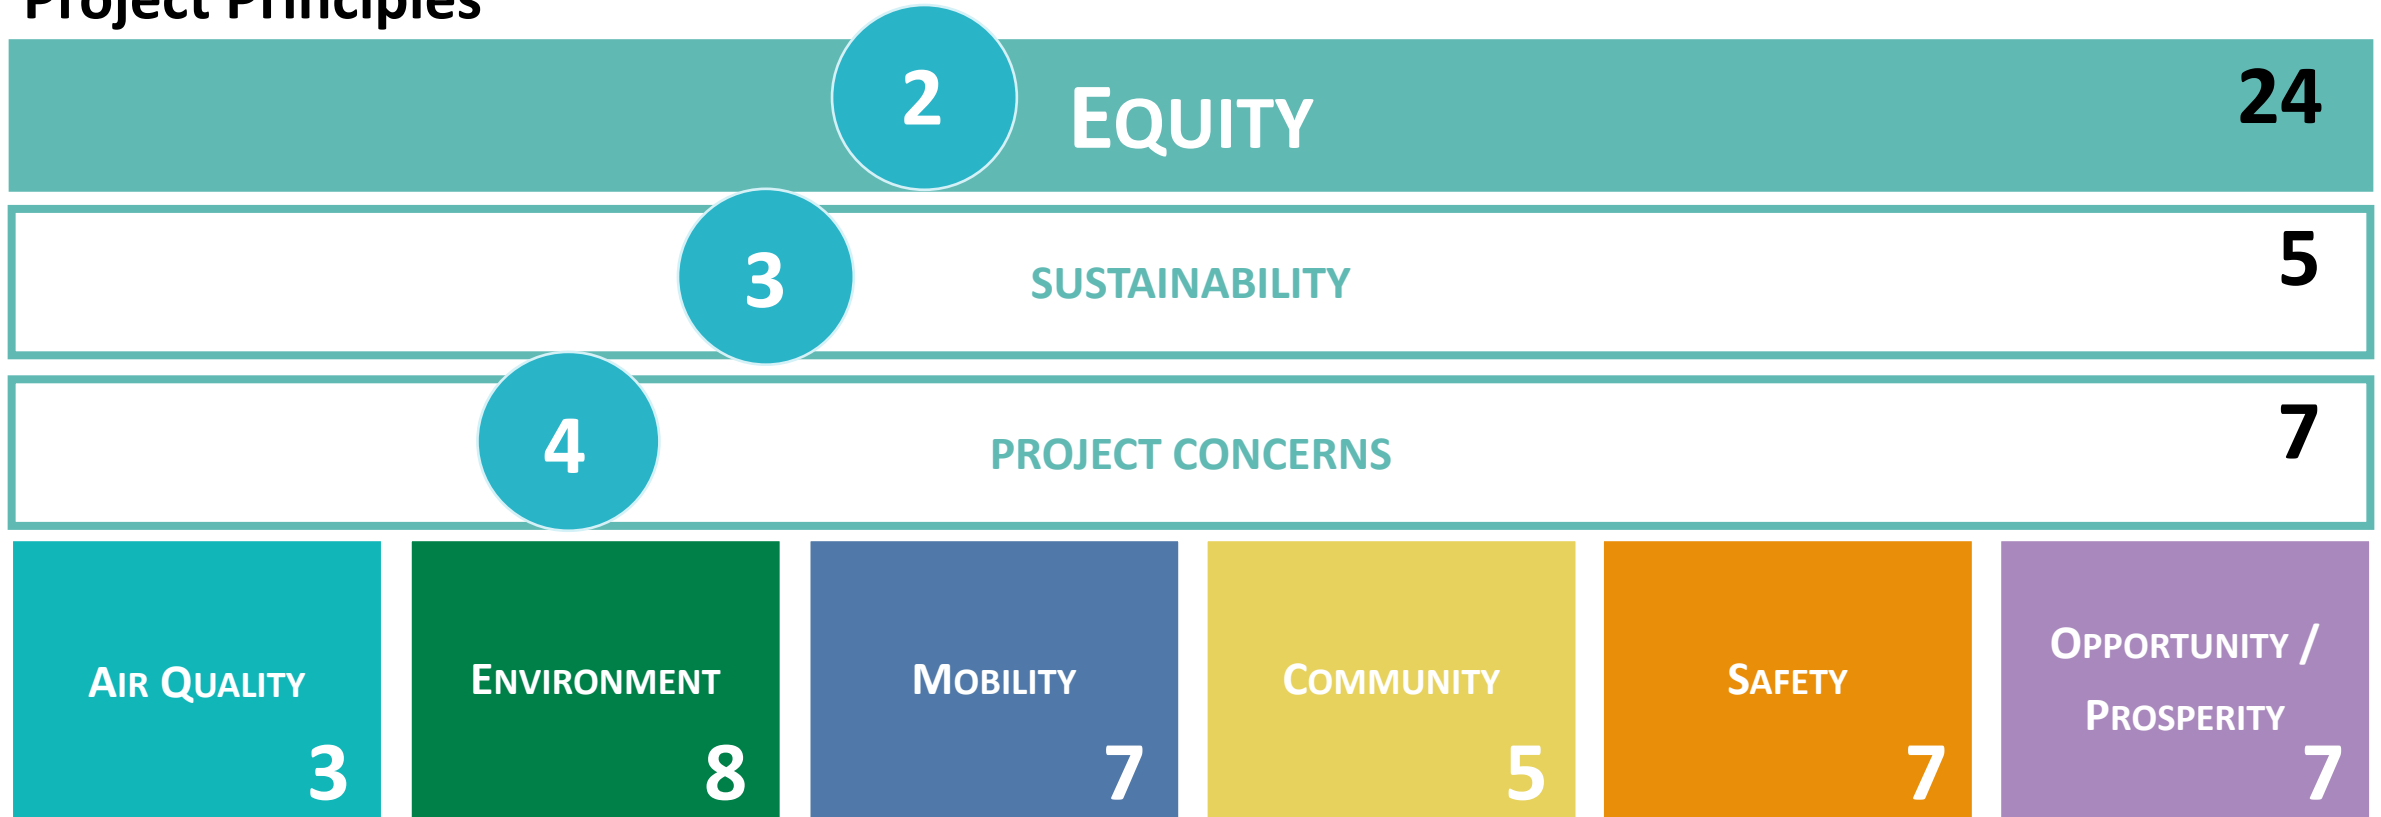 Project Principles
2
EQUITY
24
3
SUSTAINABILITY
5
4
PROJECT CONCERNS
7
AIR QUALITY
3
ENVIRONMENT
8
MOBILITY
7
COMMUNITY
5
SAFETY
7
OPPORTUNITY /
PROSPERITY
7